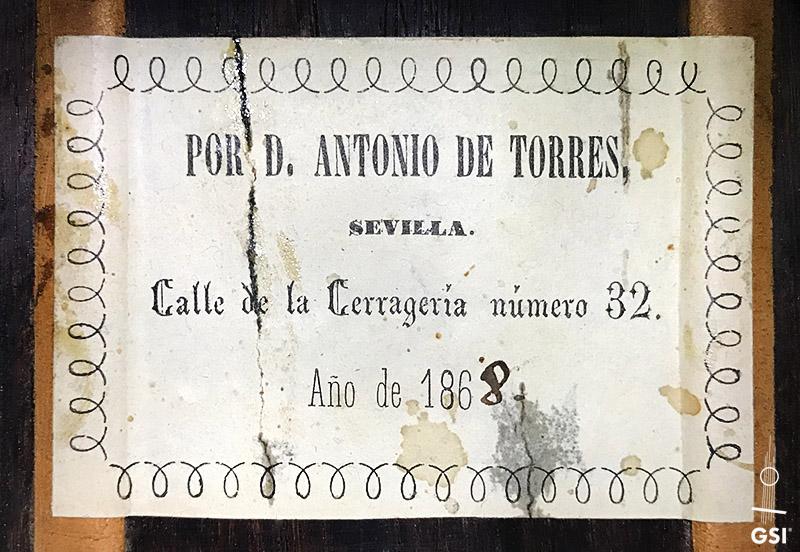 POR D. ANTONIO DE TORRES.
SEVILLA.
Calle de la Cerrageria número 32.
Año de 1868
GSI